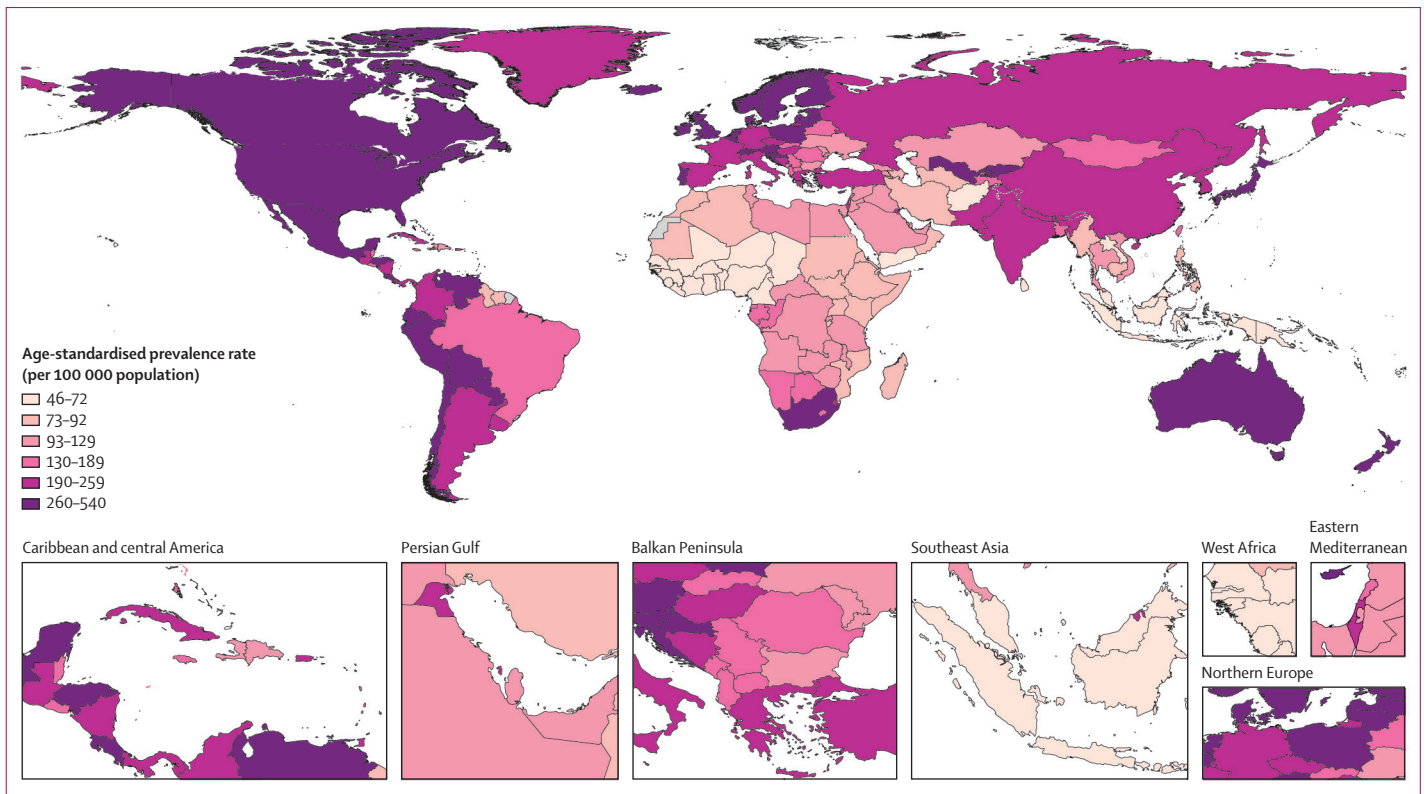 Age-standardised prevalence rate
(per 100 000 population)
46–72
73–92
93–129
130–189
190–259
260–540
Caribbean and central America
Persian Gulf
Balkan Peninsula
Southeast Asia
West Africa
Eastern
Mediterranean
Northern Europe